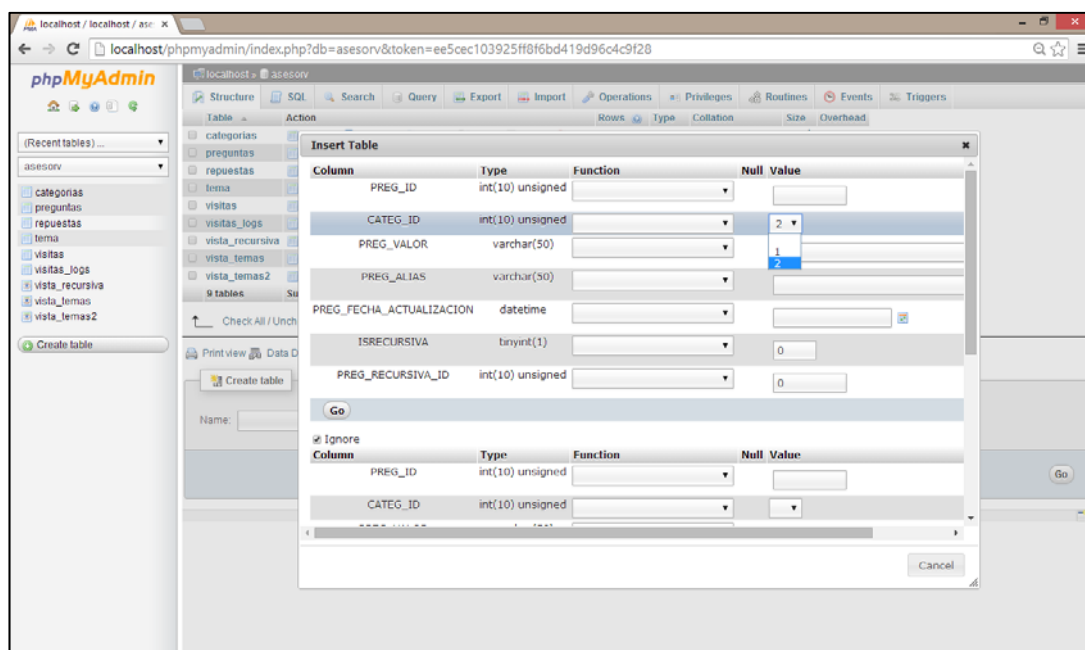 localhost / localhost / ase
localhost/phpmyadmin/index.php?db=asesorv&token=ee5cec103925ff8f6bd419d96c4c9f28
phpMyAdmin
localhost » asesorv
Structure SQL Search Query Export Import Operations Privileges Routines Events Triggers
Table Action Rows Type Collation Size Overhead
(Recent tables) ...
asesorv
categorias
preguntas
repuestas
tema
visitas
visitas_logs
vista_recursiva
vista_temas
vista_temas2
Create table
categorias
preguntas
repuestas
tema
visitas
visitas_logs
vista_recursiva
vista_temas
vista_temas2
9 tables Su
Check All / Unch
Print view Data D
Create table
Name:
Go
Insert Table
Column Type Function Null Value
PREG_ID int(10) unsigned
CATEG_ID int(10) unsigned 2
1
2
PREG_VALOR varchar(50)
PREG_ALIAS varchar(50)
PREG_FECHA_ACTUALIZACION datetime
ISRECURSIVA tinyint(1) 0
PREG_RECURSIVA_ID int(10) unsigned 0
Go
Ignore
Column Type Function Null Value
PREG_ID int(10) unsigned
CATEG_ID int(10) unsigned
Cancel